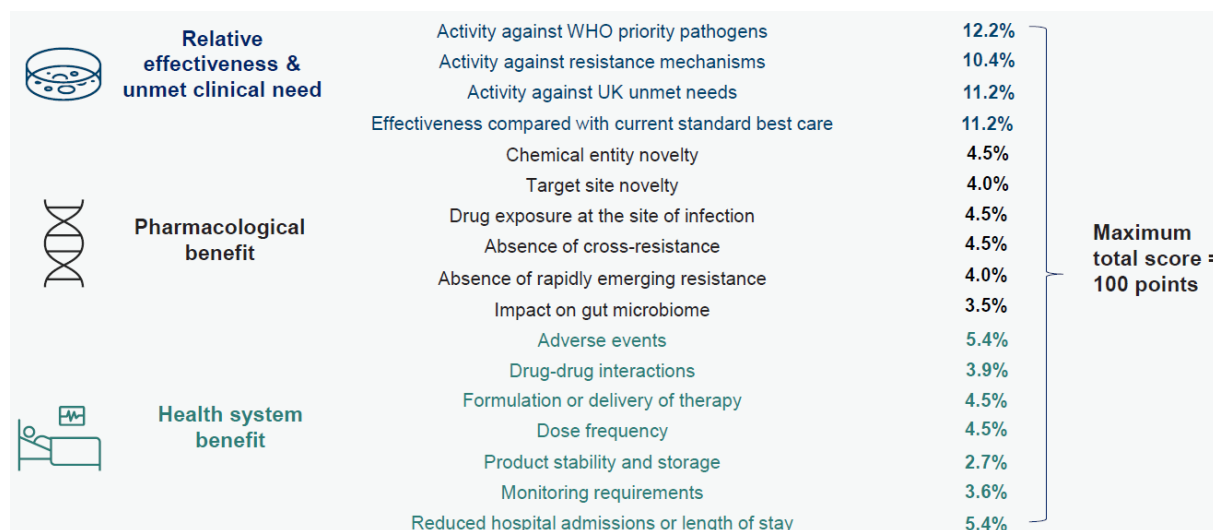 Relative
effectiveness &
unmet clinical need
Activity against WHO priority pathogens 12.2%
Activity against resistance mechanisms 10.4%
Activity against UK unmet needs 11.2%
Effectiveness compared with current standard best care 11.2%
Pharmacological
benefit
Chemical entity novelty 4.5%
Target site novelty 4.0%
Drug exposure at the site of infection 4.5%
Absence of cross-resistance 4.5%
Absence of rapidly emerging resistance 4.0%
Impact on gut microbiome 3.5%
Health system
benefit
Adverse events 5.4%
Drug-drug interactions 3.9%
Formulation or delivery of therapy 4.5%
Dose frequency 4.5%
Product stability and storage 2.7%
Monitoring requirements 3.6%
Reduced hospital admissions or length of stay 5.4%
Maximum
total score =
100 points